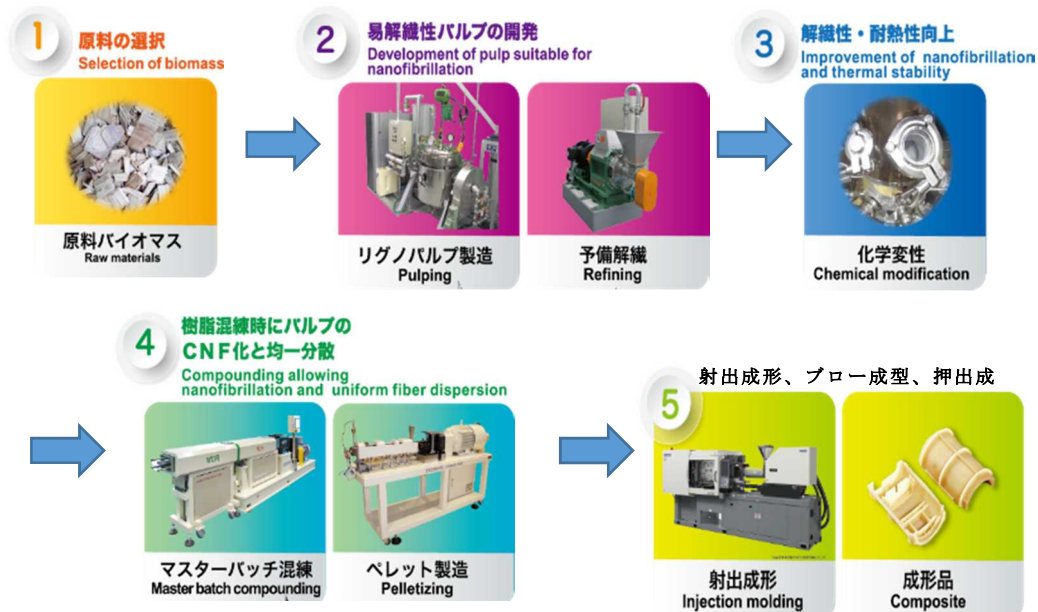 1
原料の選択
Selection of biomass
原料バイオマス
Raw materials
2
易解繊性パルプの開発
Development of pulp suitable for
nanofibrillation
リグノパルプ製造
Pulping
予備解繊
Refining
3
解繊性・耐熱性向上
Improvement of nanofibrillation
and thermal stability
化学変性
Chemical modification
4
樹脂混練時にパルプの
CNF化と均一分散
Compounding allowing
nanofibrillation and uniform fiber dispersion
マスターバッチ混練
Master batch compounding
ペレット製造
Pelletizing
5
射出成形、ブロー成型、押出成
射出成形
Injection molding
成形品
Composite